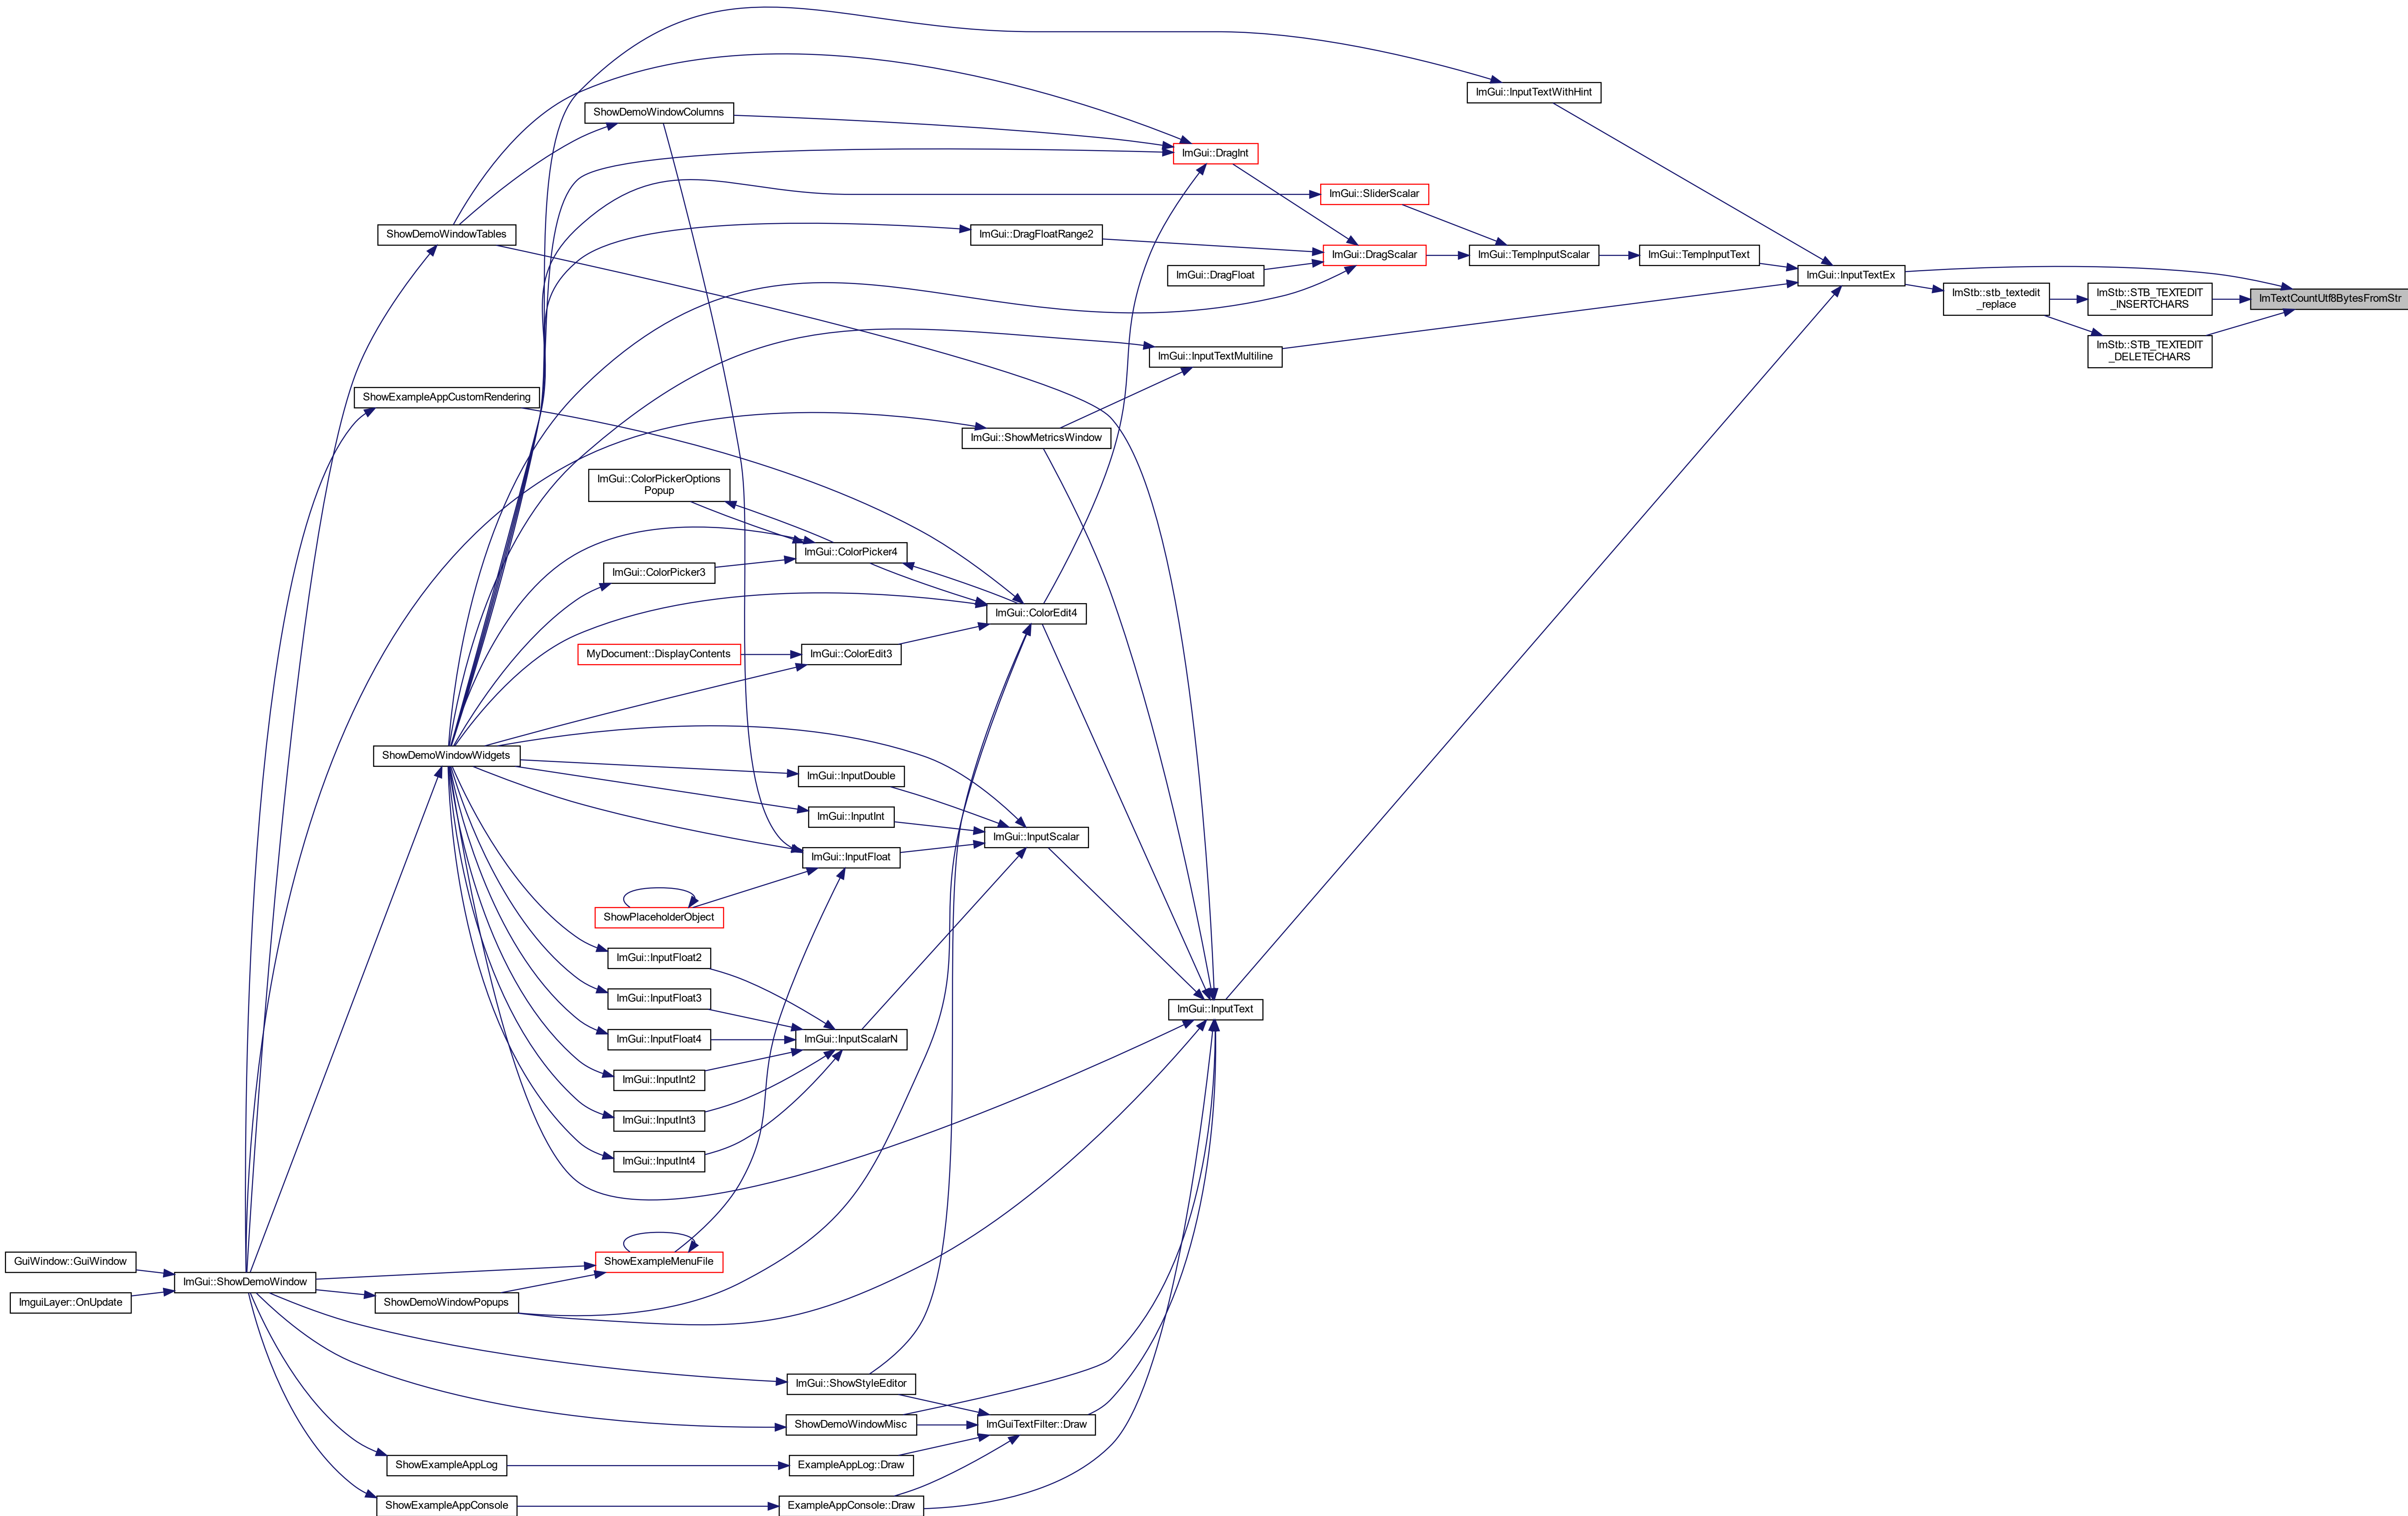 ImGui::InputTextWithHint
ShowDemoWindowColumns
ImGui::DragInt
ImGui::SliderScalar
ShowDemoWindowTables
ImGui::DragFloatRange2
ImGui::DragScalar
ImGui::TempInputScalar
ImGui::TempInputText
ImGui::DragFloat
ImGui::InputTextEx
ImStb::stb_textedit
_replace
ImStb::STB_TEXTEDIT
_INSERTCHARS
ImTextCountUtf8BytesFromStr
ImStb::STB_TEXTEDIT
_DELETECHARS
ImGui::InputTextMultiline
ShowExampleAppCustomRendering
ImGui::ShowMetricsWindow
ImGui::ColorPickerOptions
Popup
ImGui::ColorPicker4
ImGui::ColorPicker3
ImGui::ColorEdit4
MyDocument::DisplayContents
ImGui::ColorEdit3
ShowDemoWindowWidgets
ImGui::InputDouble
ImGui::InputInt
ImGui::InputScalar
ImGui::InputFloat
ShowPlaceholderObject
ImGui::InputFloat2
ImGui::InputFloat3
ImGui::InputText
ImGui::InputFloat4
ImGui::InputScalarN
ImGui::InputInt2
ImGui::InputInt3
ImGui::InputInt4
GuiWindow::GuiWindow
ShowExampleMenuFile
ImGui::ShowDemoWindow
ImguiLayer::OnUpdate
ShowDemoWindowPopups
ImGui::ShowStyleEditor
ShowDemoWindowMisc
ImGuiTextFilter::Draw
ShowExampleAppLog
ExampleAppLog::Draw
ShowExampleAppConsole
ExampleAppConsole::Draw